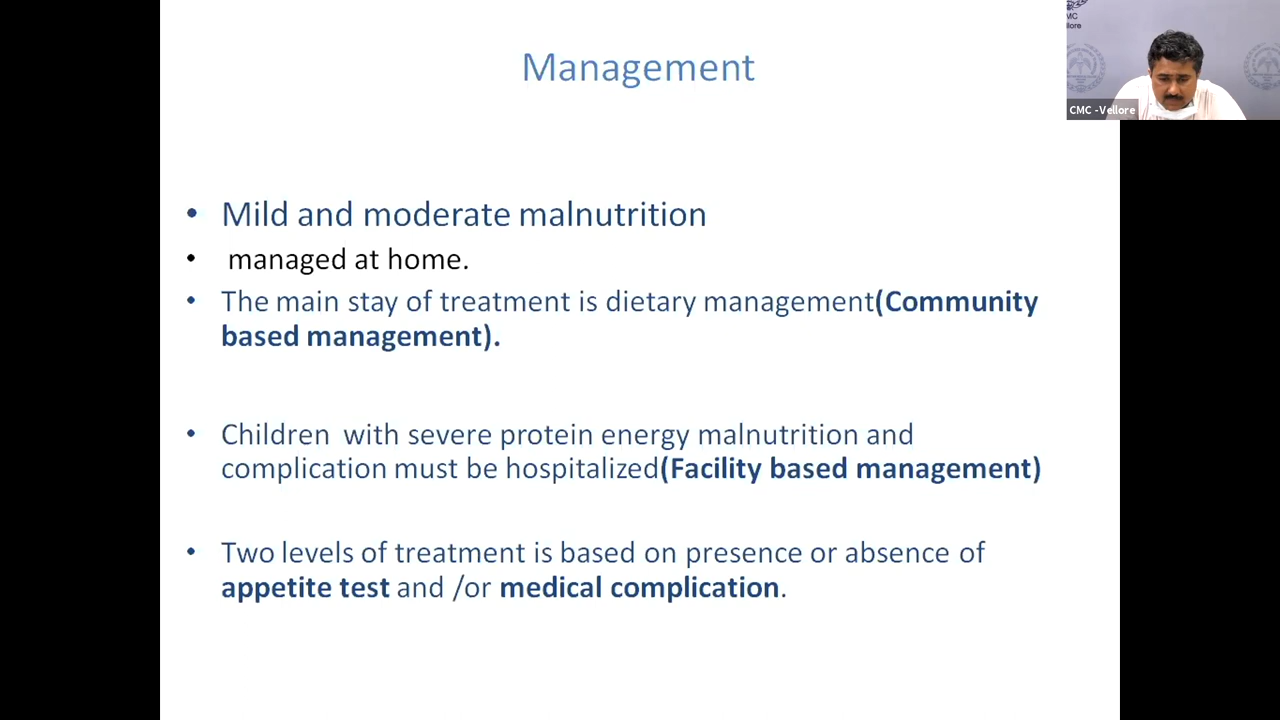 Management
MC
llore
CMC -Vellore
• Mild and moderate malnutrition
• managed at home.
• The main stay of treatment is dietary management(Community
based management).
• Children with severe protein energy malnutrition and
complication must be hospitalized(Facility based management)
• Two levels of treatment is based on presence or absence of
appetite test and /or medical complication.